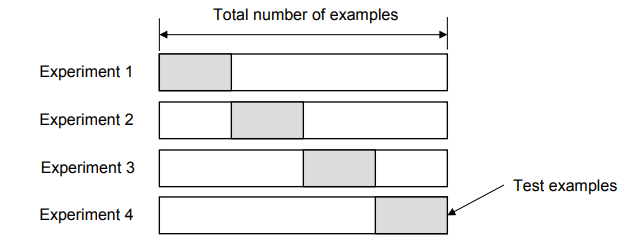 Total number of examples
Experiment 1
Experiment 2
Experiment 3
Test examples
Experiment 4